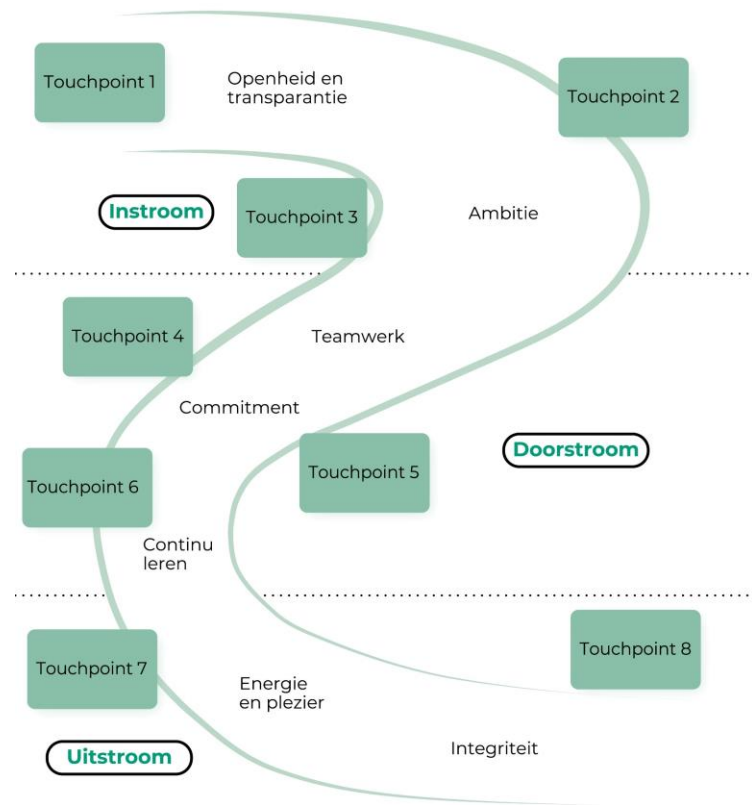 Touchpoint 1
Openheid en
transparantie
Touchpoint 2
Instroom
Touchpoint 3
Ambitie
Touchpoint 4
Teamwerk
Commitment
Touchpoint 6
Touchpoint 5
Doorstroom
Continu
leren
Touchpoint 7
Touchpoint 8
Energie
en plezier
Uitstroom
Integriteit